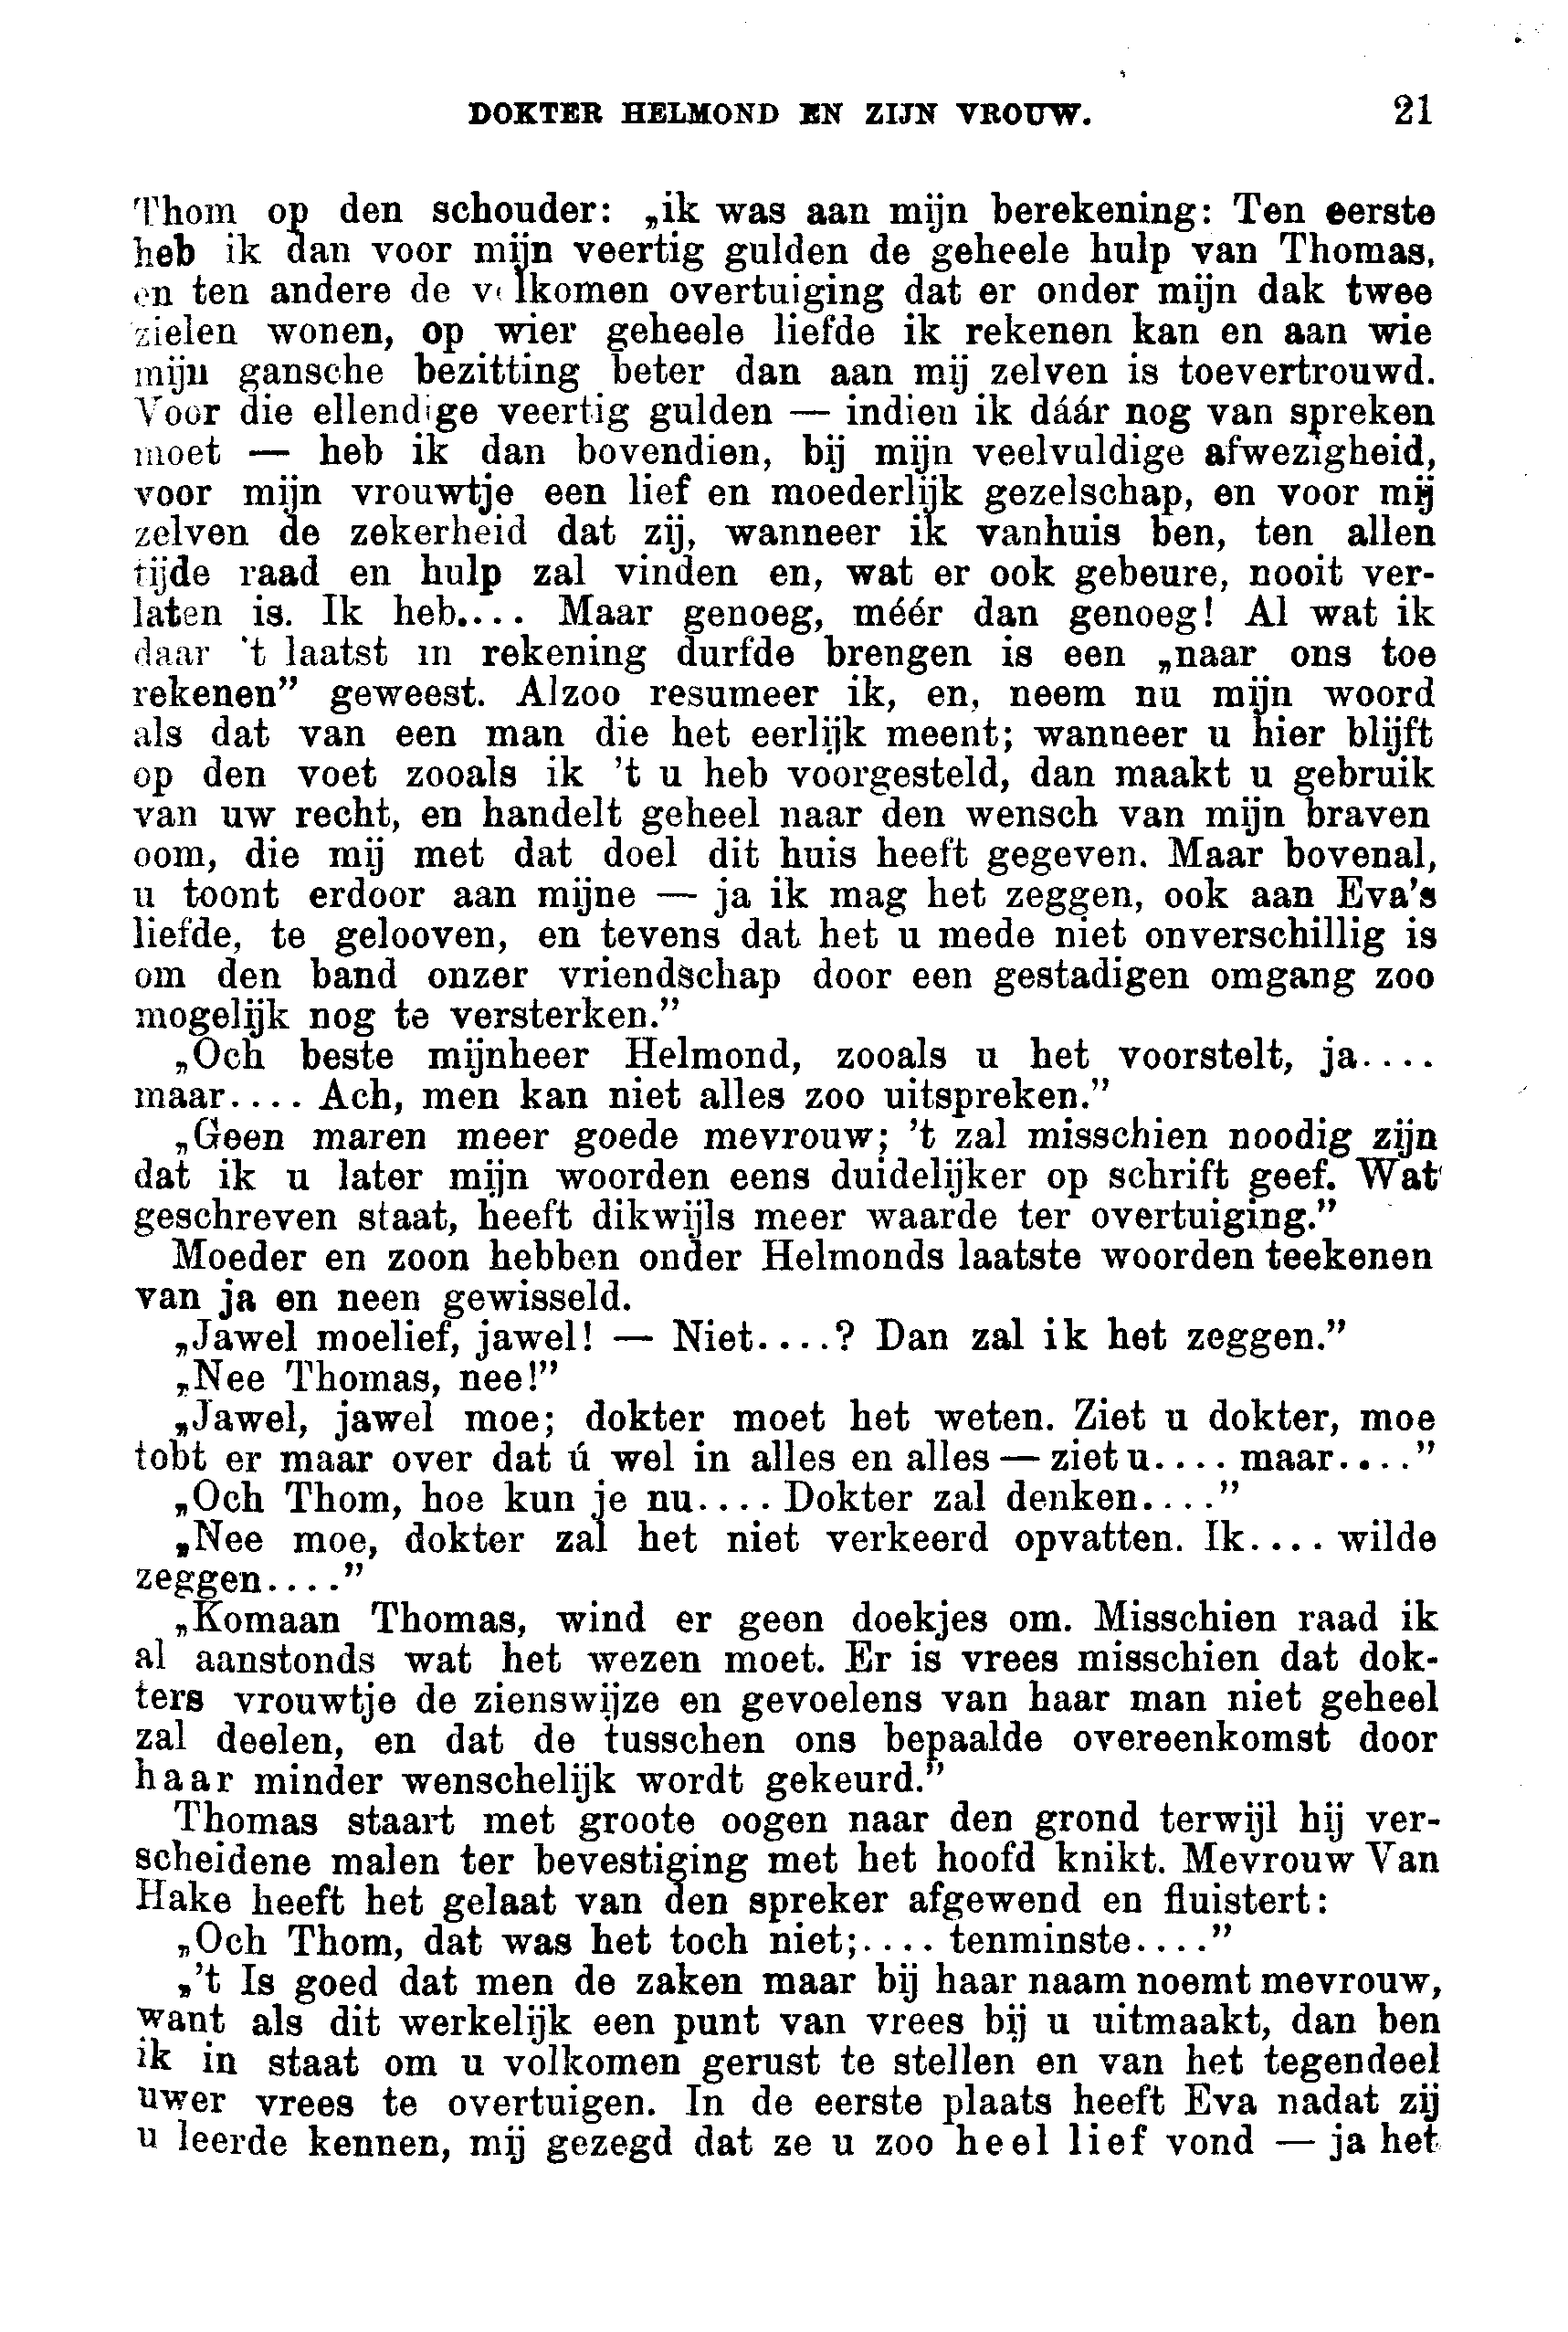 DOKTER HELMOND EN ZIJN VROUW. 21
Thom op den schouder: „ik was aan mijn berekening: Ten eerste
heb ik dan voor mijn veertig gulden de geheele hulp van Thomas,
en ten andere de volkomen overtuiging dat er onder mijn dak twee
zielen wonen, op wier geheele liefde ik rekenen kan en aan wie
mijn gansche bezitting beter dan aan mij zelven is toevertrouwd.
Voor die ellendige veertig gulden — indien ik dáár nog van spreken
moet — heb ik dan bovendien, bij mijn veelvuldige afwezigheid,
voor mijn vrouwtje een lief en moederlijk gezelschap, en voor mij
zelven de zekerheid dat zij, wanneer ik vanhuis ben, ten allen
tijde raad en hulp zal vinden en, wat er ook gebeure, nooit ver-
laten is. Ik heb.... Maar genoeg, méér dan genoeg! Al wat ik
daar 't laatst in rekening durfde brengen is een „naar ons toe
rekenen” geweest. Alzoo resumeer ik, en, neem nu mijn woord
als dat van een man die het eerlijk meent; wanneer u hier blijft
op den voet zooals ik 't u heb voorgesteld, dan maakt u gebruik
van uw recht, en handelt geheel naar den wensch van mijn braven
oom, die mij met dat doel dit huis heeft gegeven. Maar bovenal,
u toont erdoor aan mijne — ja ik mag het zeggen, ook aan Eva's
liefde, te gelooven, en tevens dat het u mede niet onverschillig is
om den band onzer vriendschap door een gestadigen omgang zoo
mogelijk nog te versterken.”
„Och beste mijnheer Helmond, zooals u het voorstelt, ja....
maar.... Ach, men kan niet alles zoo uitspreken.”
„Geen maren meer goede mevrouw; 't zal misschien noodig zijn
dat ik u later mijn woorden eens duidelijker op schrift geef. Wat
geschreven staat, heeft dikwijls meer waarde ter overtuiging.”
Moeder en zoon hebben onder Helmonds laatste woorden teekenen
van ja en neen gewisseld.
„Jawel moelief, jawel! — Niet....? Dan zal ik het zeggen.”
„Nee Thomas, nee!”
„Jawel, jawel moe; dokter moet het weten. Ziet u dokter, moe
tobt er maar over dat ú wel in alles en alles — ziet u.... maar....”
„Och Thom, hoe kun je nu.... Dokter zal denken....”
„Nee moe, dokter zal het niet verkeerd opvatten. Ik.... wilde
zeggen....”
„Komaan Thomas, wind er geen doekjes om. Misschien raad ik
al aanstonds wat het wezen moet. Er is vrees misschien dat dok-
ters vrouwtje de zienswijze en gevoelens van haar man niet geheel
zal deelen, en dat de tusschen ons bepaalde overeenkomst door
haar minder wenschelijk wordt gekeurd.”
Thomas staart met groote oogen naar den grond terwijl hij ver-
scheidene malen ter bevestiging met het hoofd knikt. Mevrouw Van
Hake heeft het gelaat van den spreker afgewend en fluistert:
„Och Thom, dat was het toch niet;.... tenminste....”
„'t Is goed dat men de zaken maar bij haar naam noemt mevrouw,
want als dit werkelijk een punt van vrees bij u uitmaakt, dan ben
ik in staat om u volkomen gerust te stellen en van het tegendeel
uwer vrees te overtuigen. In de eerste plaats heeft Eva nadat zij
u leerde kennen, mij gezegd dat ze u zoo heel lief vond — ja het